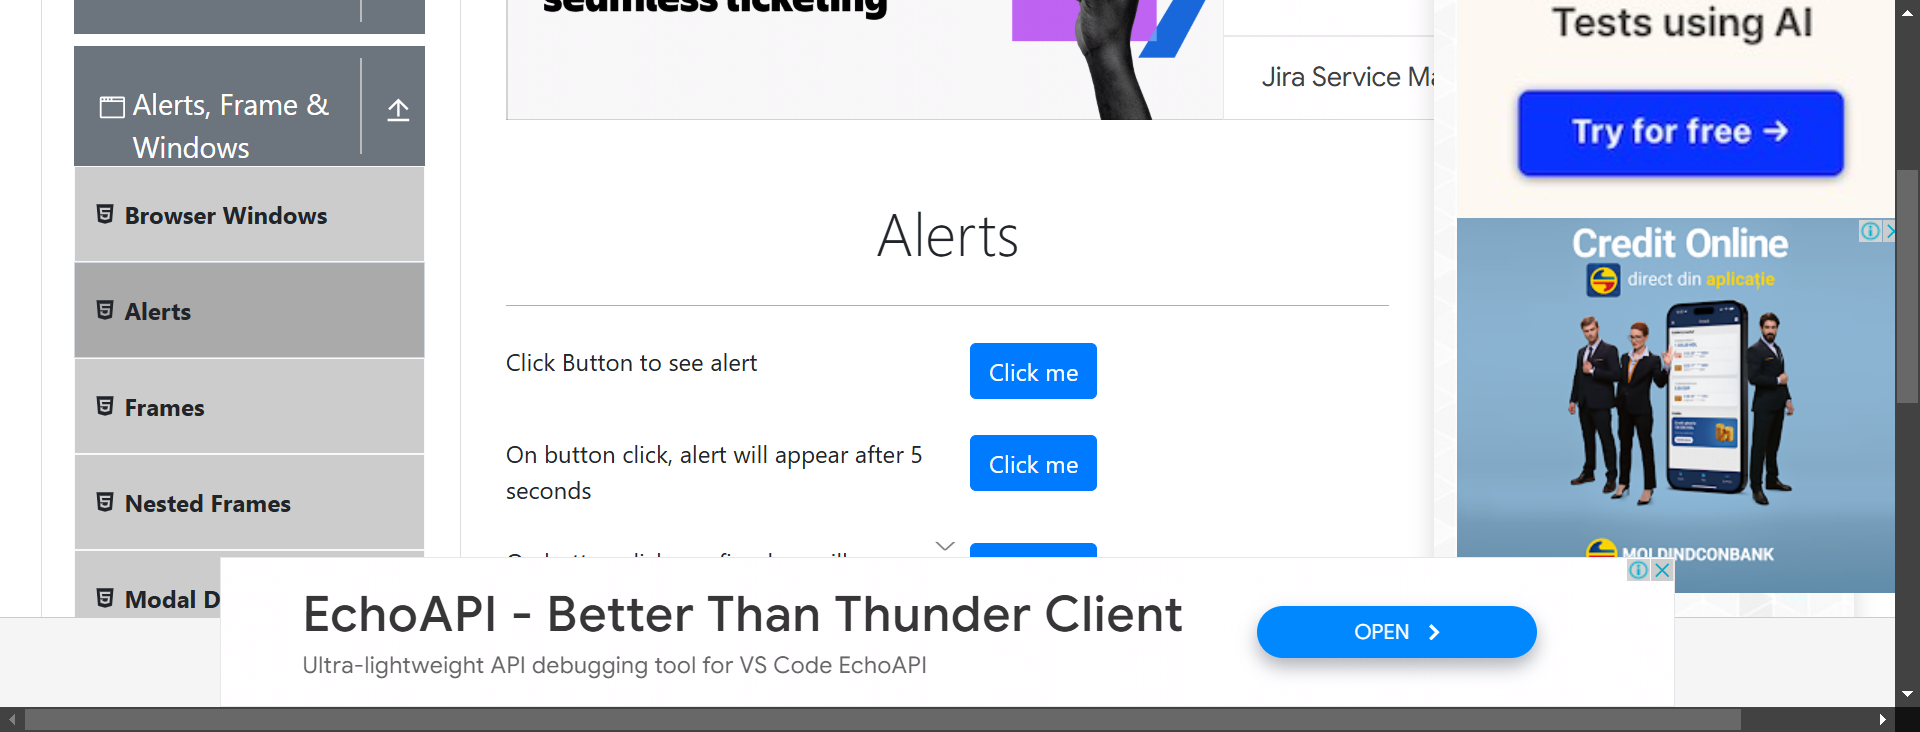 seamless ticketing
Jira Service Ma
Tests using AI
Try for free →
Alerts, Frame &
Windows
Browser Windows
Alerts
Frames
Nested Frames
Modal D
Alerts
Click Button to see alert
Click me
On button click, alert will appear after 5
seconds
Click me
Credit Online
direct din aplicație
MOLDINDCONBANK
EchoAPI - Better Than Thunder Client
Ultra-lightweight API debugging tool for VS Code EchoAPI
OPEN